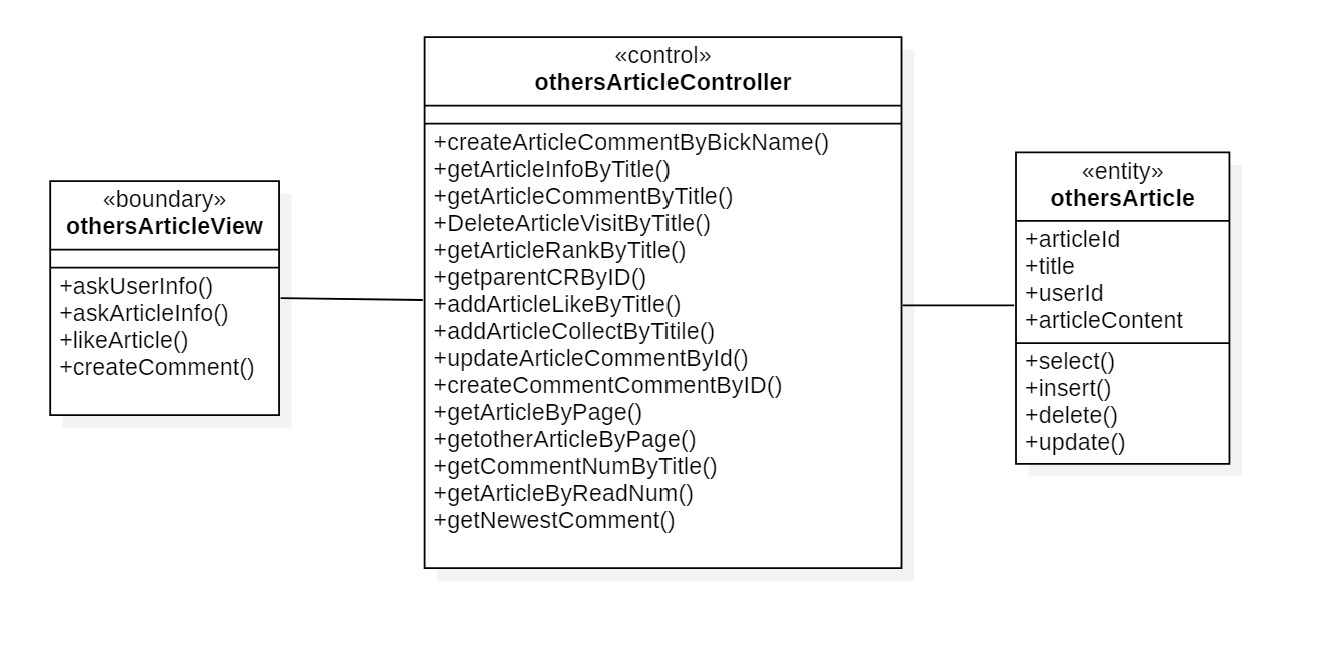 «boundary»
othersArticleView
+askUserInfo()
+askArticleInfo()
+likeArticle()
+createComment()
«control»
othersArticleController
+createArticleCommentByBickName()
+getArticleInfoByTitle()
+getArticleCommentByTitle()
+DeleteArticleVisitByTitle()
+getArticleRankByTitle()
+getparentCRByID()
+addArticleLikeByTitle()
+addArticleCollectByTitile()
+updateArticleCommentById()
+createCommentCommentByID()
+getArticleByPage()
+getotherArticleByPage()
+getCommentNumByTitle()
+getArticleByReadNum()
+getNewestComment()
«entity»
othersArticle
+articleId
+title
+userId
+articleContent
+select()
+insert()
+delete()
+update()